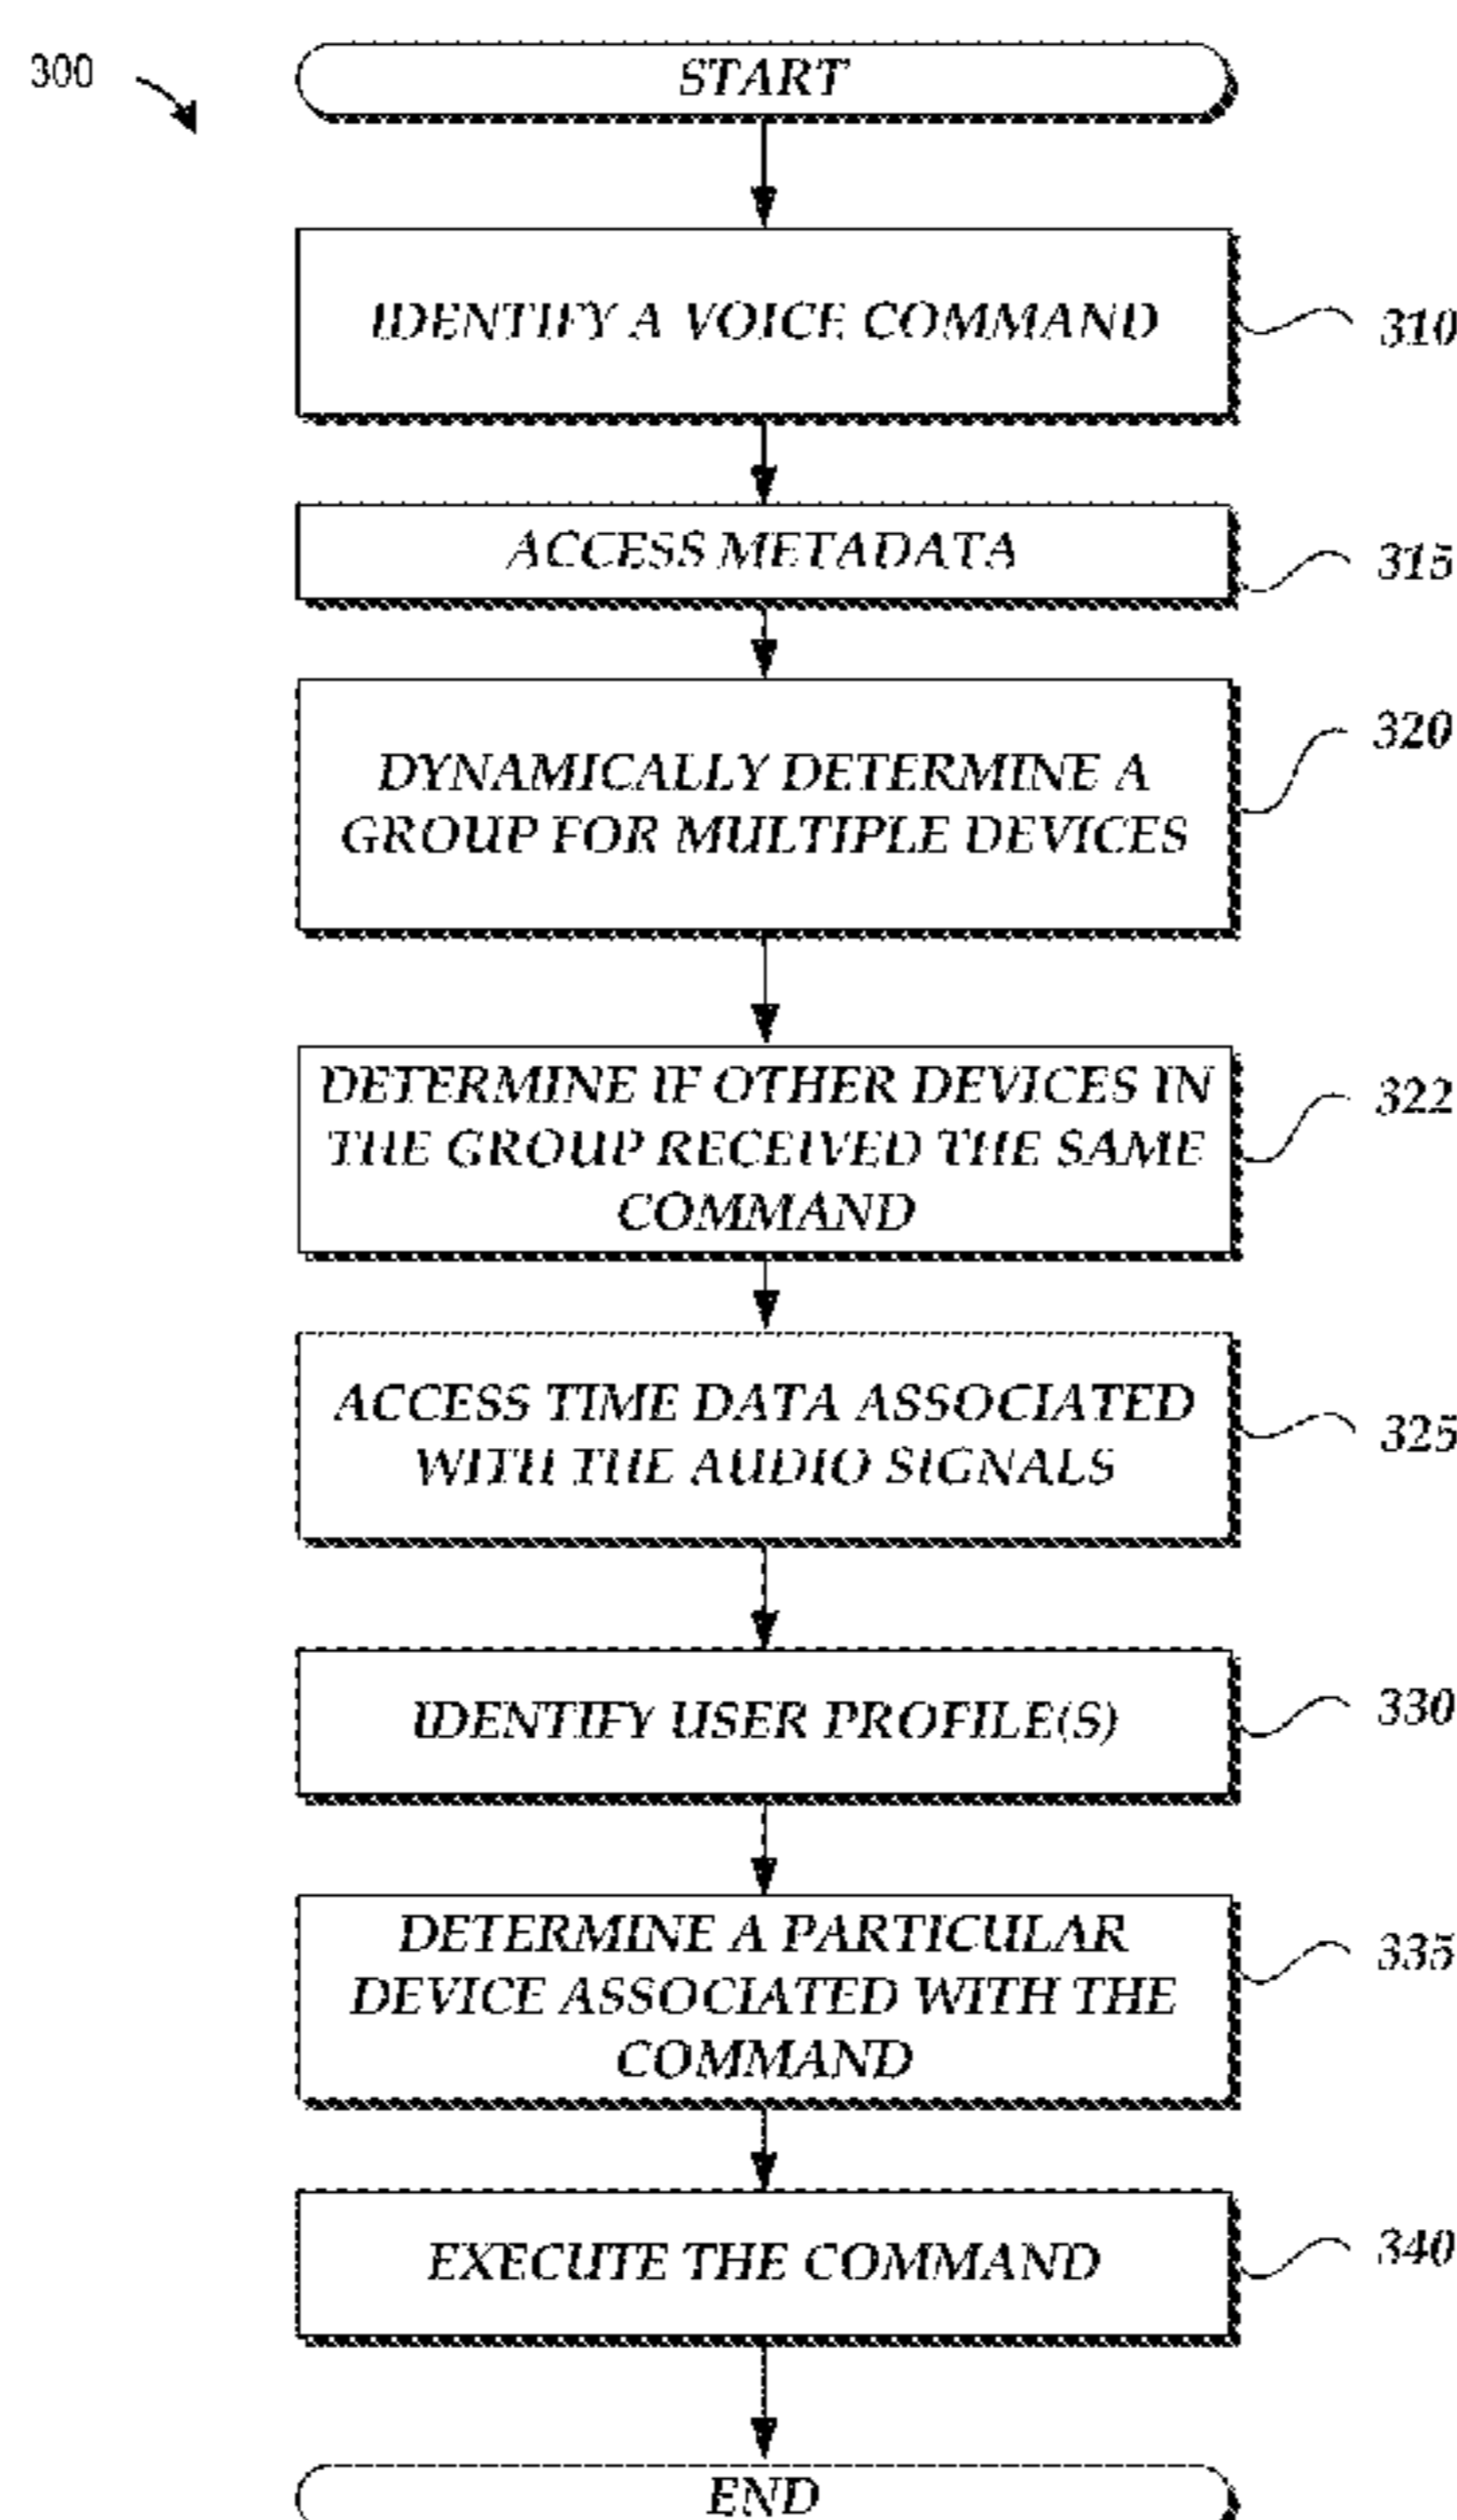 300
START
IDENTIFY A VOICE COMMAND
310
ACCESS METADATA
315
DYNAMICALLY DETERMINE A
GROUP FOR MULTIPLE DEVICES
320
DETERMINE IF OTHER DEVICES IN
THE GROUP RECEIVED THE SAME
COMMAND
322
ACCESS TIME DATA ASSOCIATED
WITH THE AUDIO SIGNALS
325
IDENTIFY USER PROFILE(S)
330
DETERMINE A PARTICULAR
DEVICE ASSOCIATED WITH THE
COMMAND
335
EXECUTE THE COMMAND
340
END